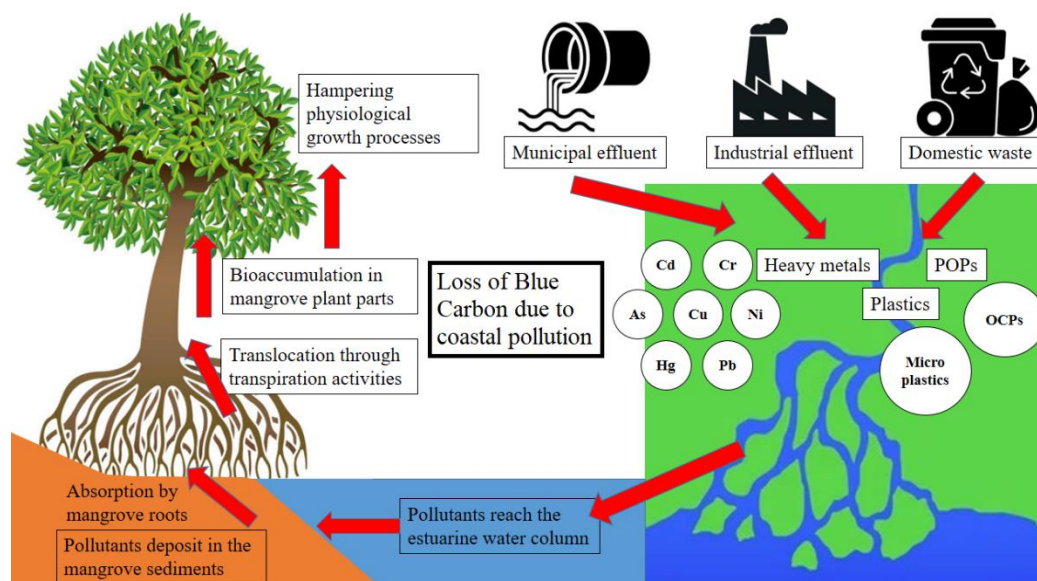 Hampering
physiological
growth processes
Municipal effluent
Industrial effluent
Domestic waste
Bioaccumulation in
mangrove plant parts
Translocation through
transpiration activities
Loss of Blue
Carbon due to
coastal pollution
Cd
Cr
Heavy metals
POPs
As
Cu
Ni
Plastics
OCPs
Hg
Pb
Micro
plastics
Absorption by
mangrove roots
Pollutants deposit in the
mangrove sediments
Pollutants reach the
estuarine water column